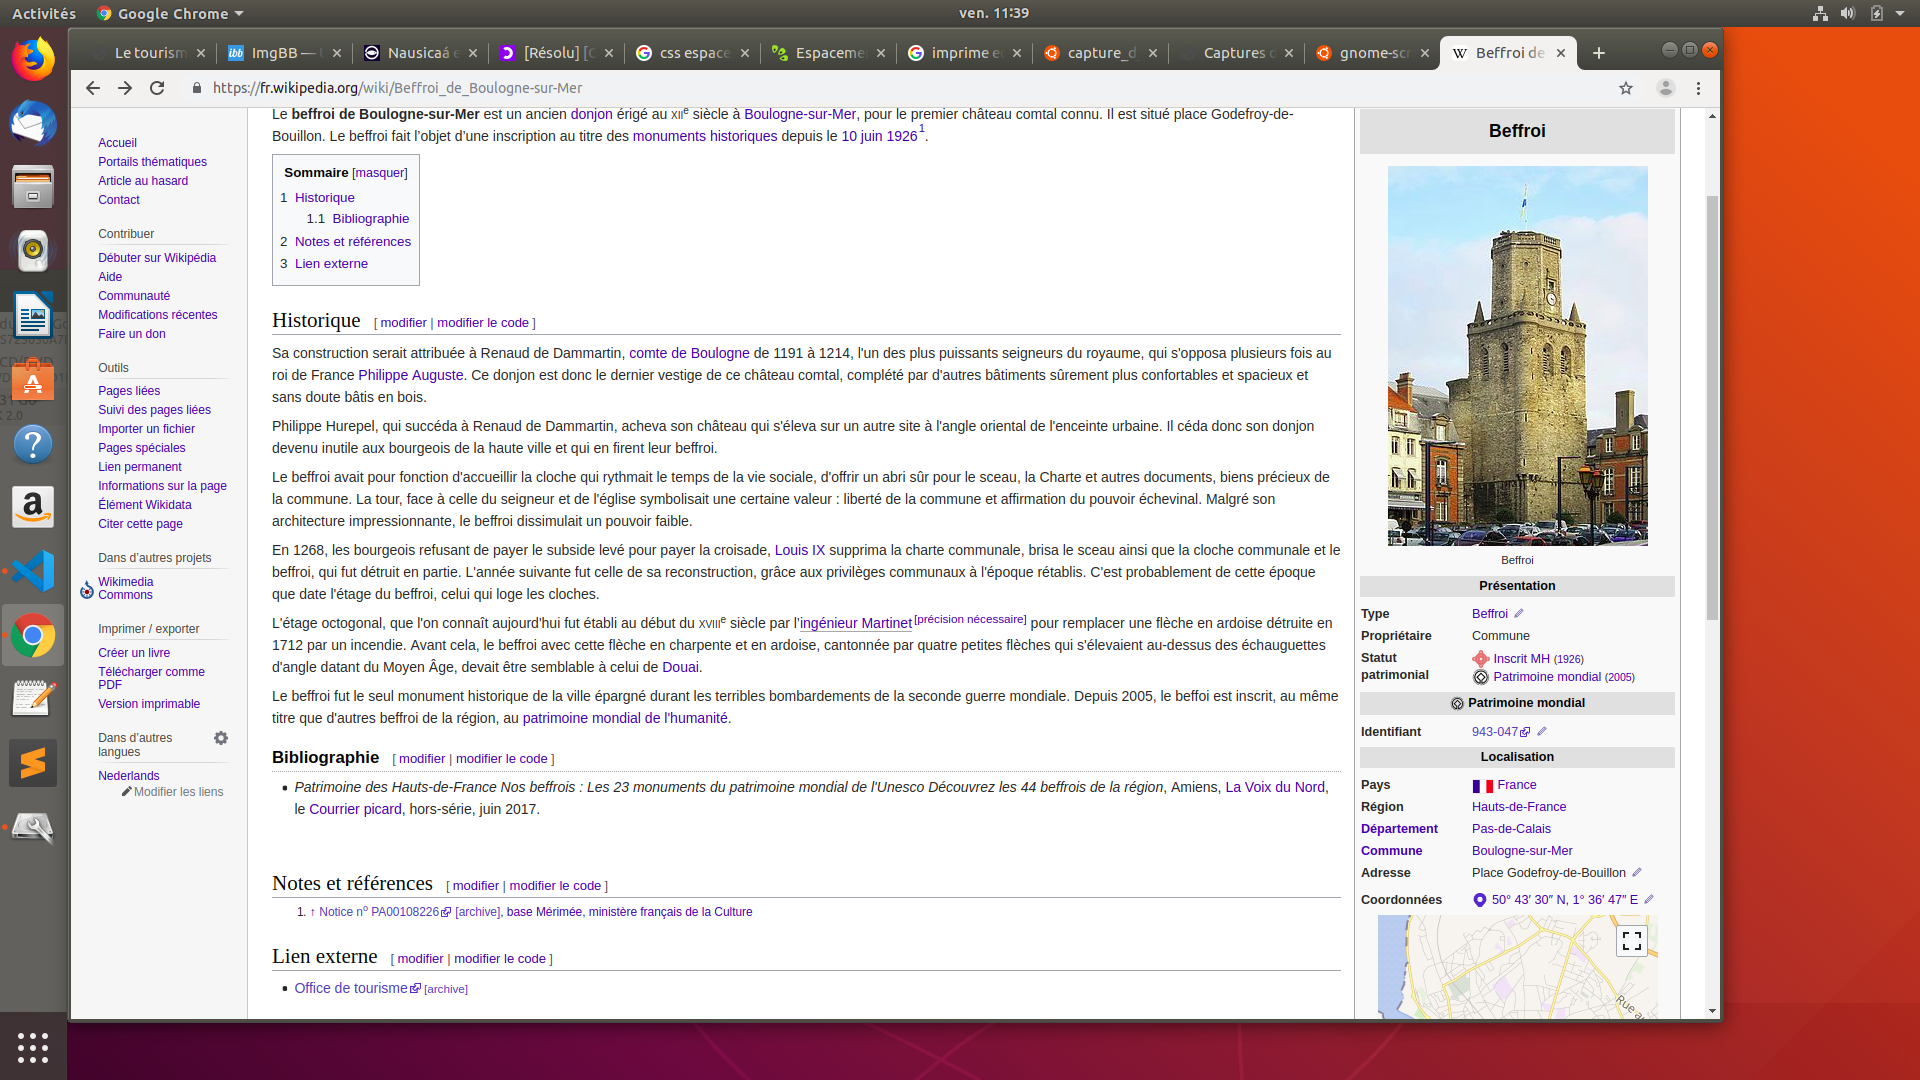 Activités
Google Chrome
ven. 11:39
Le tourism
ImgBB —
Nausicaá e
[Résolu] [C
css espace
Espacemen
imprime ec
capture_d_
Captures d
gnome-scr
Beffroi de
https://fr.wikipedia.org/wiki/Beffroi_de_Boulogne-sur-Mer
Accueil
Portails thématiques
Article au hasard
Contact
Contribuer
Débuter sur Wikipédia
Aide
Communauté
Modifications récentes
Faire un don
Outils
Pages liées
Suivi des pages liées
Importer un fichier
Pages spéciales
Lien permanent
Informations sur la page
Élément Wikidata
Citer cette page
Dans d'autres projets
Wikimedia
Commons
Imprimer / exporter
Créer un livre
Télécharger comme
PDF
Version imprimable
Dans d'autres
langues
Nederlands
Modifier les liens
Le beffroi de Boulogne-sur-Mer est un ancien donjon érigé au XIIe siècle à Boulogne-sur-Mer, pour le premier château comtal connu. Il est situé place Godefroy-de-
Bouillon. Le beffroi fait l'objet d'une inscription au titre des monuments historiques depuis le 10 juin 1926 1.
Sommaire [masquer]
1 Historique
1.1 Bibliographie
2 Notes et références
3 Lien externe
Historique [ modifier | modifier le code ]
Sa construction serait attribuée à Renaud de Dammartin, comte de Boulogne de 1191 à 1214, l'un des plus puissants seigneurs du royaume, qui s'opposa plusieurs fois au
roi de France Philippe Auguste. Ce donjon est donc le dernier vestige de ce château comtal, complété par d'autres bâtiments sûrement plus confortables et spacieux et
sans doute bâtis en bois.
Philippe Hurepel, qui succéda à Renaud de Dammartin, acheva son château qui s'éleva sur un autre site à l'angle oriental de l'enceinte urbaine. Il céda donc son donjon
devenu inutile aux bourgeois de la haute ville et qui en firent leur beffroi.
Le beffroi avait pour fonction d'accueillir la cloche qui rythmait le temps de la vie sociale, d'offrir un abri sûr pour le sceau, la Charte et autres documents, biens précieux de
la commune. La tour, face à celle du seigneur et de l'église symbolisait une certaine valeur : liberté de la commune et affirmation du pouvoir échevinal. Malgré son
architecture impressionnante, le beffroi dissimulait un pouvoir faible.
En 1268, les bourgeois refusant de payer le subside levé pour payer la croisade, Louis IX supprima la charte communale, brisa le sceau ainsi que la cloche communale et le
beffroi, qui fut détruit en partie. L'année suivante fut celle de sa reconstruction, grâce aux privilèges communaux à l'époque rétablis. C'est probablement de cette époque
que date l'étage du beffroi, celui qui loge les cloches.
L'étage octogonal, que l'on connaît aujourd'hui fut établi au début du XVIIIe siècle par l'ingénieur Martinet [précision nécessaire] pour remplacer une flèche en ardoise détruite en
1712 par un incendie. Avant cela, le beffroi avec cette flèche en charpente et en ardoise, cantonnée par quatre petites flèches qui s'élevaient au-dessus des échauguettes
d'angle datant du Moyen Âge, devait être semblable à celui de Douai.
Le beffroi fut le seul monument historique de la ville épargné durant les terribles bombardements de la seconde guerre mondiale. Depuis 2005, le beffoi est inscrit, au même
titre que d'autres beffroi de la région, au patrimoine mondial de l'humanité.
Bibliographie [ modifier | modifier le code ]
Patrimoine des Hauts-de-France Nos beffrois : Les 23 monuments du patrimoine mondial de l'Unesco Découvrez les 44 beffrois de la région, Amiens, La Voix du Nord,
le Courrier picard, hors-série, juin 2017.
Notes et références [ modifier | modifier le code ]
1. ↑ Notice no PA00108226 [archive], base Mérimée, ministère français de la Culture
Lien externe [ modifier | modifier le code ]
Office de tourisme [archive]
Beffroi
Beffroi
Présentation
Type Beffroi
Propriétaire Commune
Statut Inscrit MH (1926)
patrimonial Patrimoine mondial (2005)
Patrimoine mondial
Identifiant 943-047
Localisation
Pays France
Région Hauts-de-France
Département Pas-de-Calais
Commune Boulogne-sur-Mer
Adresse Place Godefroy-de-Bouillon
Coordonnées 50° 43′ 30″ N, 1° 36′ 47″ E
Rue